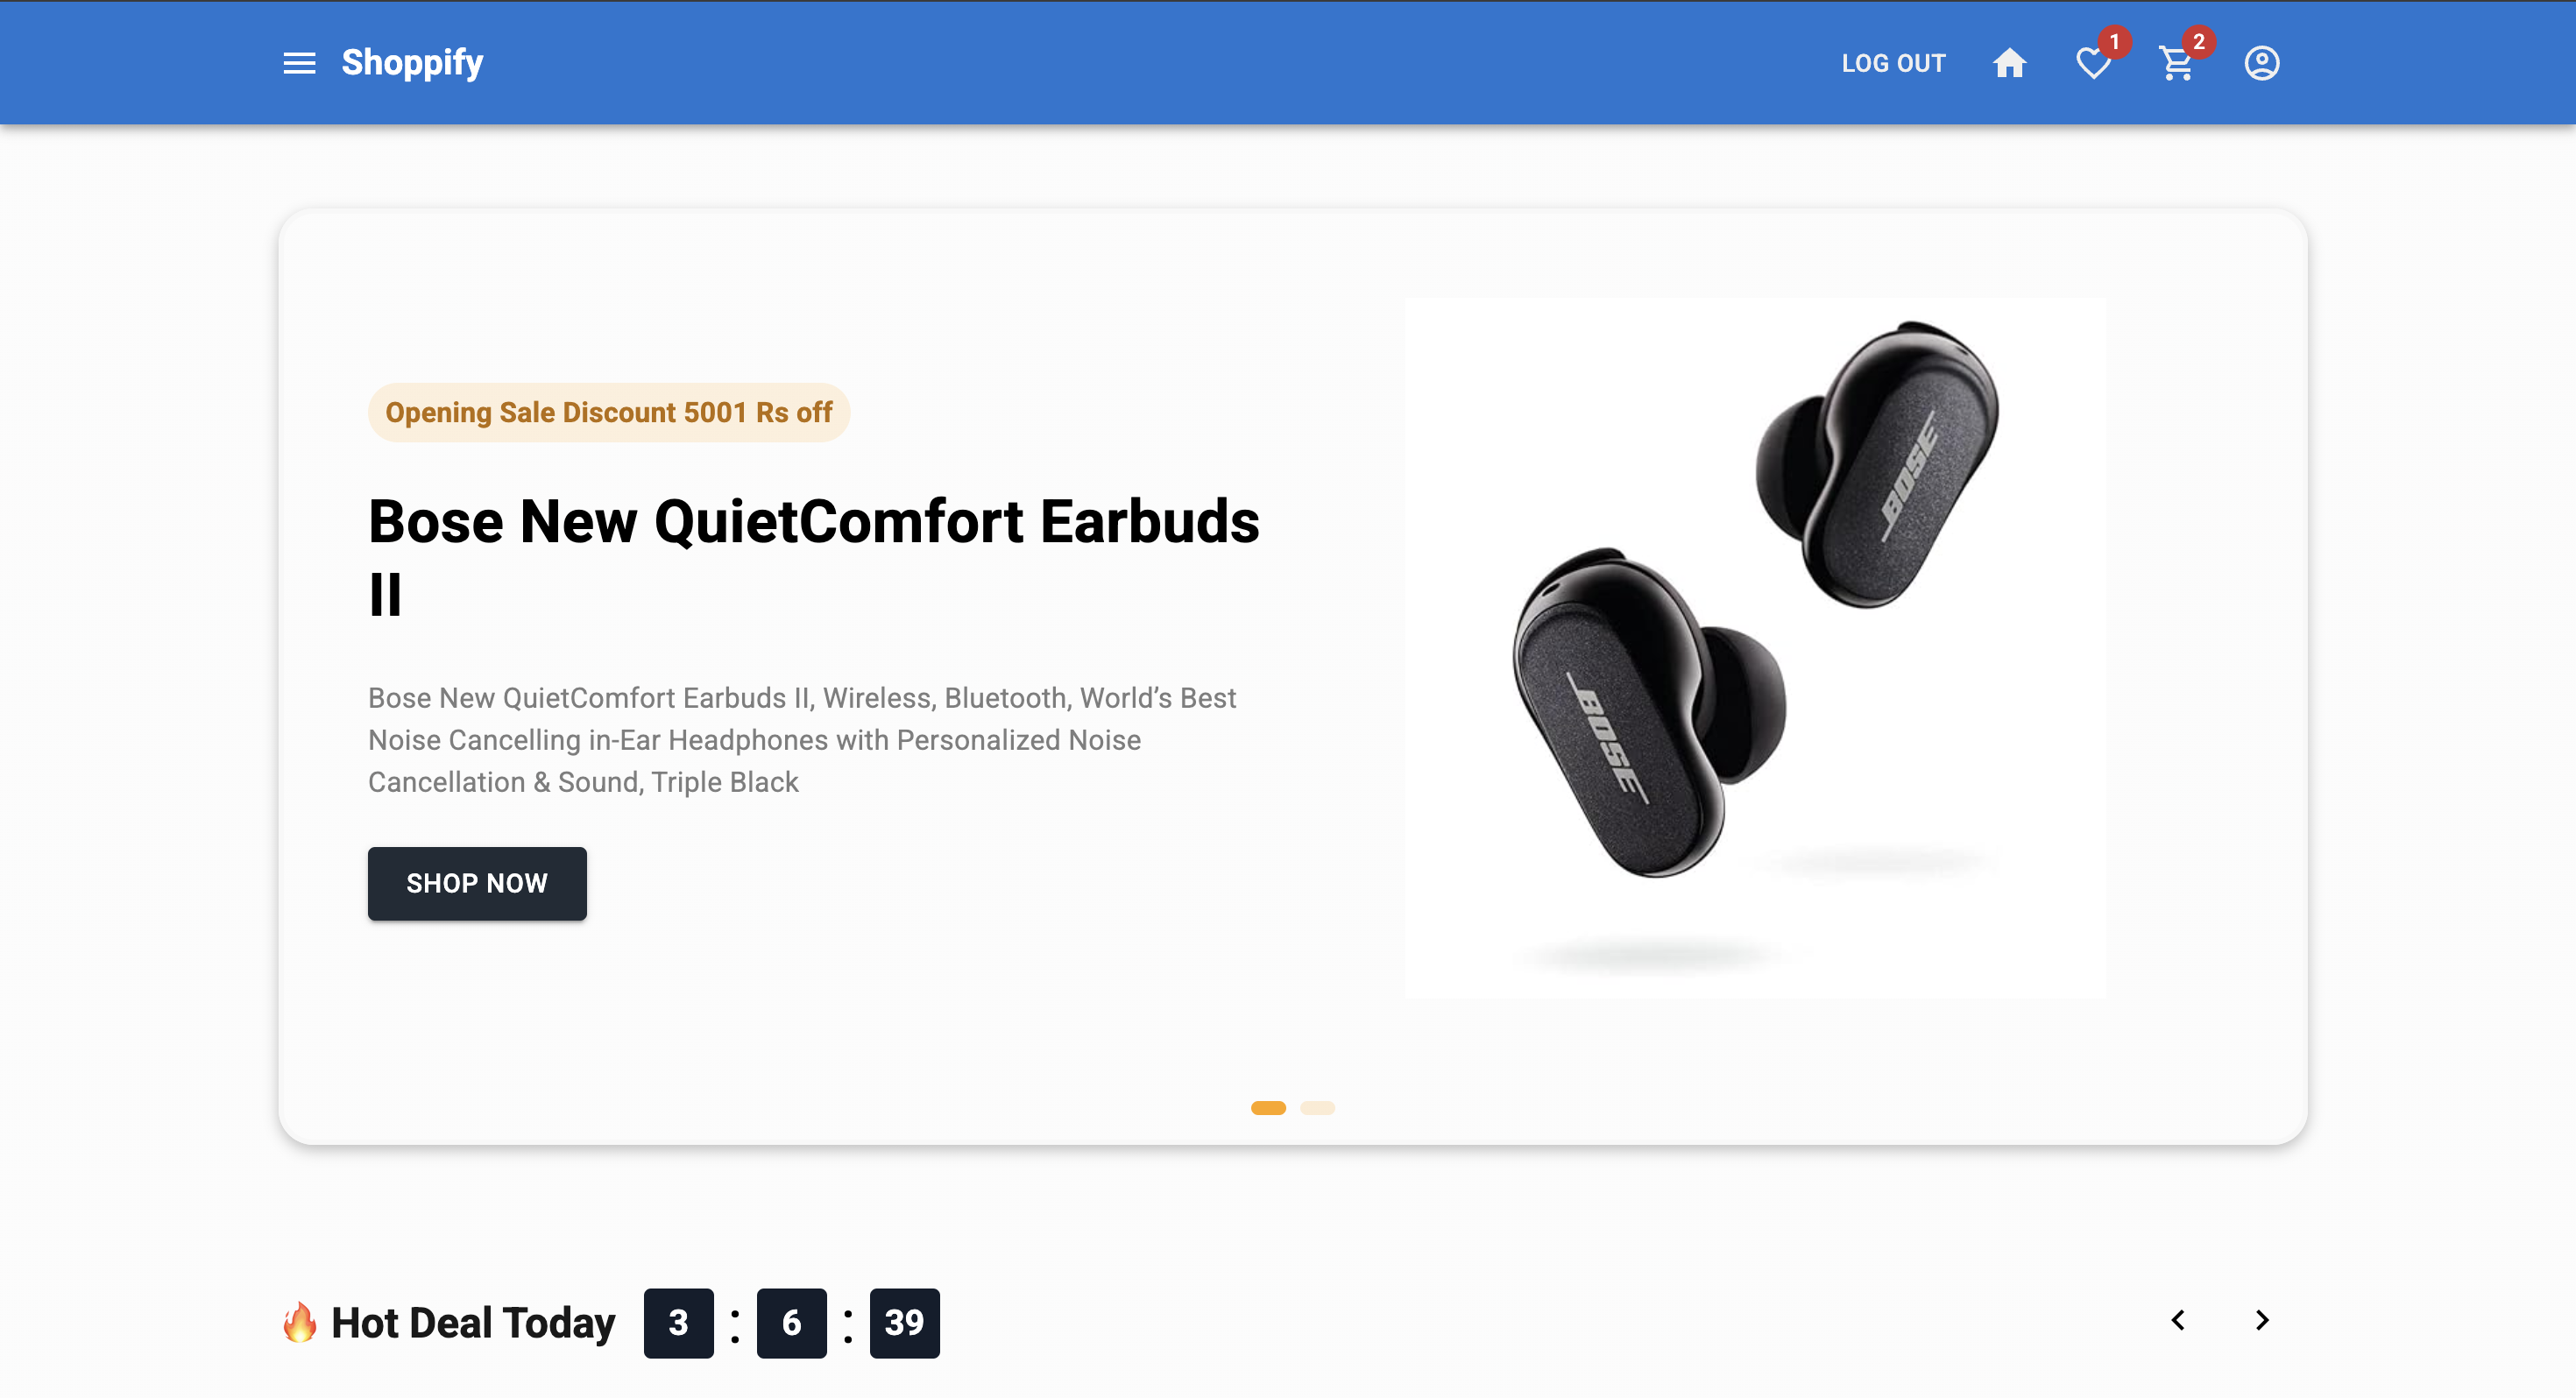 Shoppify
LOG OUT
1
2
Opening Sale Discount 5001 Rs off
Bose New QuietComfort Earbuds
II
Bose New QuietComfort Earbuds II, Wireless, Bluetooth, World’s Best
Noise Cancelling in-Ear Headphones with Personalized Noise
Cancellation & Sound, Triple Black
SHOP NOW
BOSE
BOSE
🔥 Hot Deal Today 3 : 6 : 39